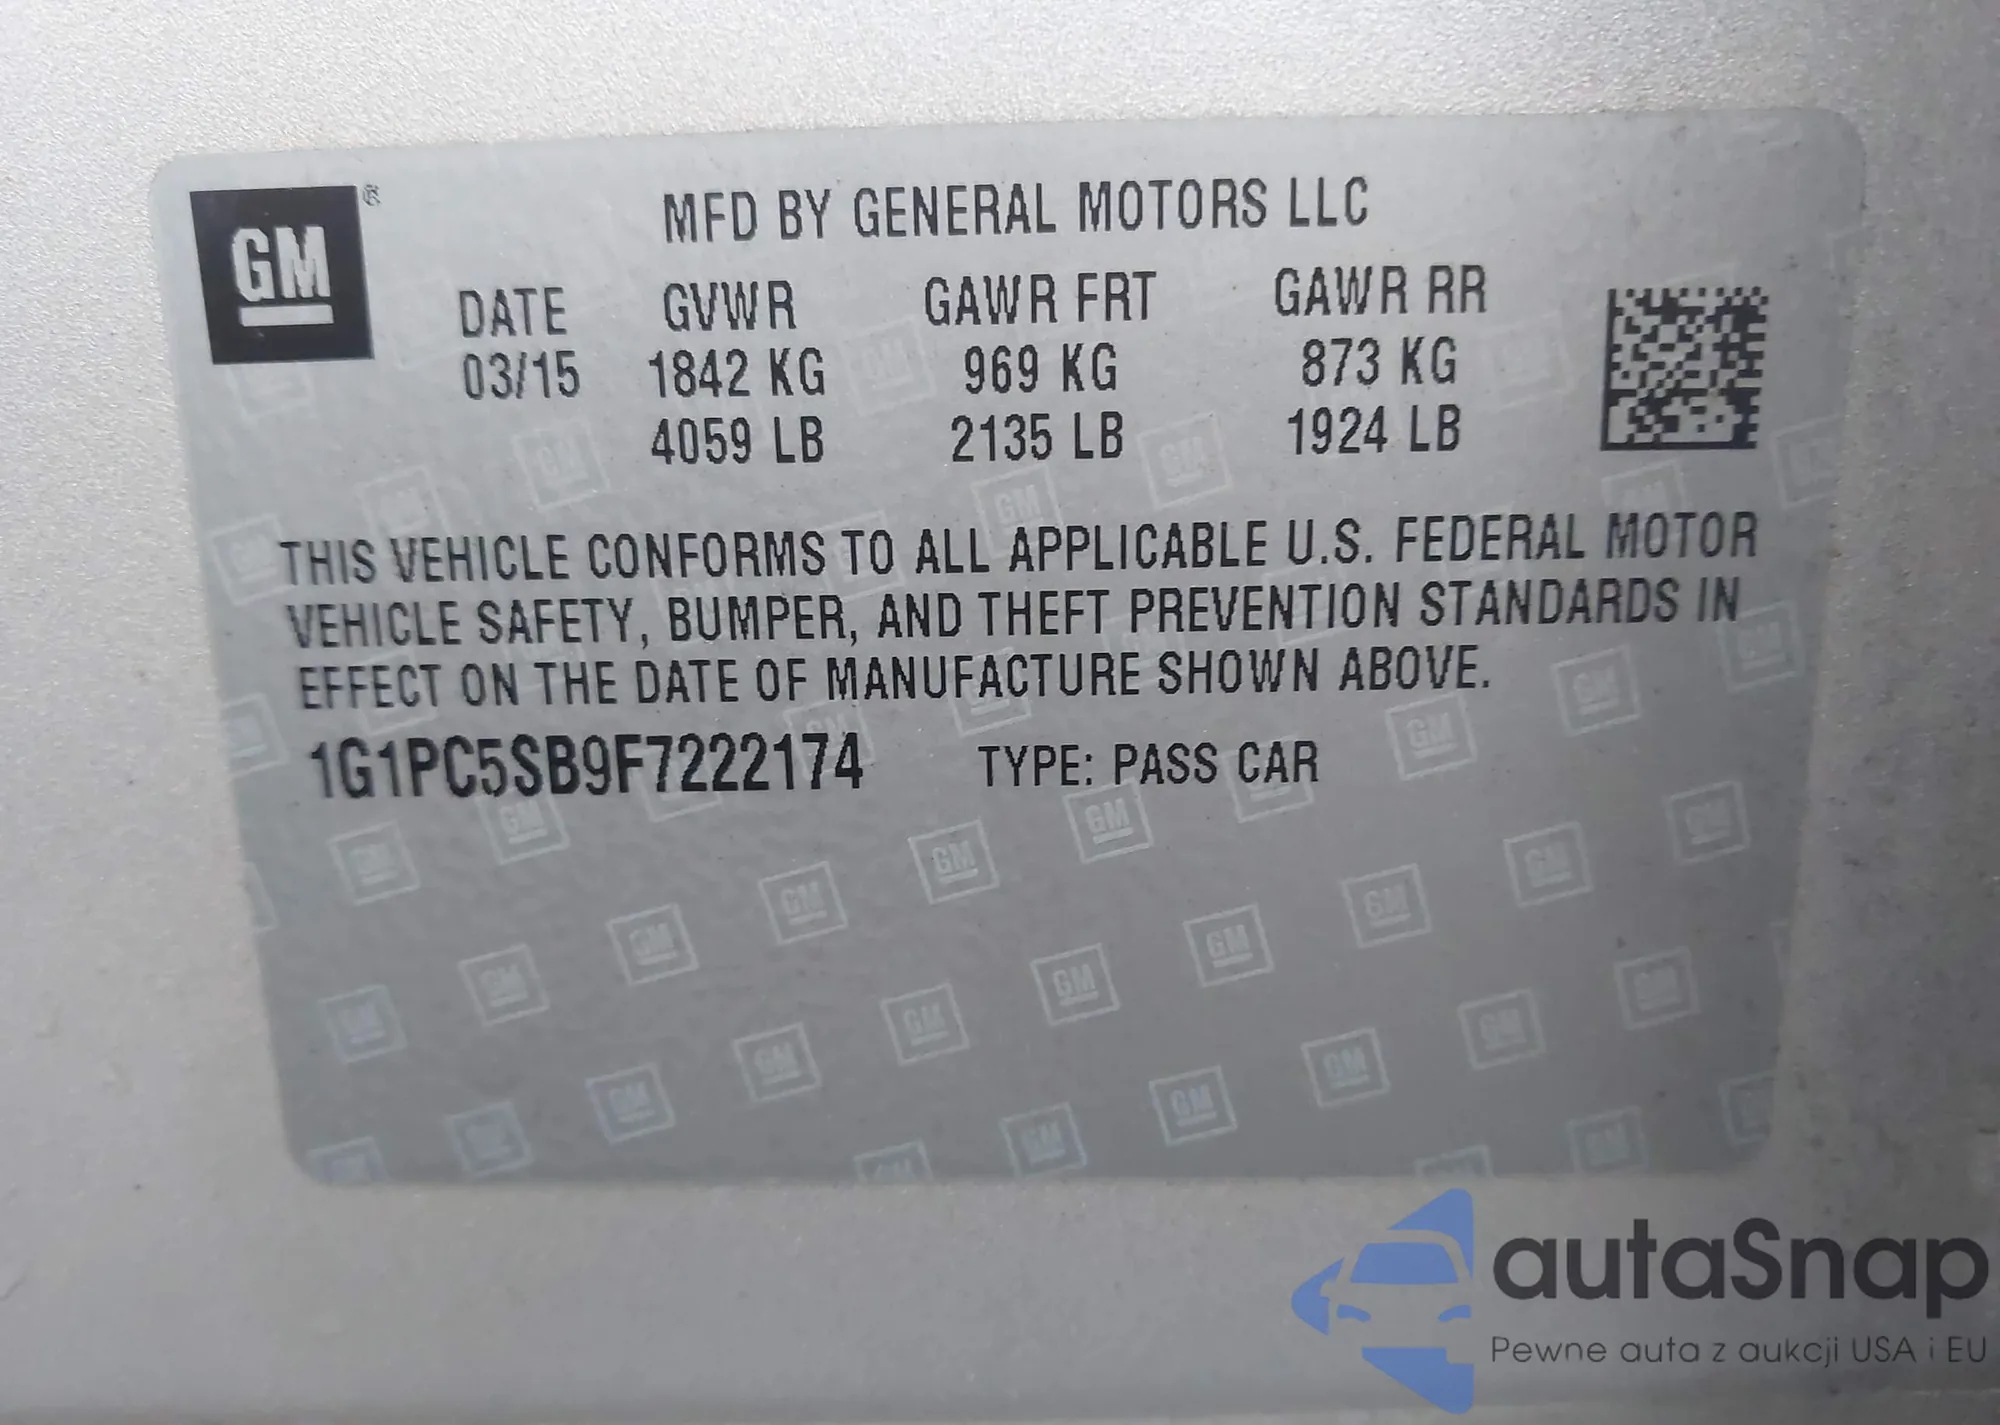 GM ®
MFD BY GENERAL MOTORS LLC
DATE GVWR GAWR FRT GAWR RR
03/15 1842 KG 969 KG 873 KG
4059 LB 2135 LB 1924 LB
THIS VEHICLE CONFORMS TO ALL APPLICABLE U.S. FEDERAL MOTOR
VEHICLE SAFETY, BUMPER, AND THEFT PREVENTION STANDARDS IN
EFFECT ON THE DATE OF MANUFACTURE SHOWN ABOVE.
1G1PC5SB9F7222174 TYPE: PASS CAR
autaSnap
Pewne auta z aukcji USA i EU